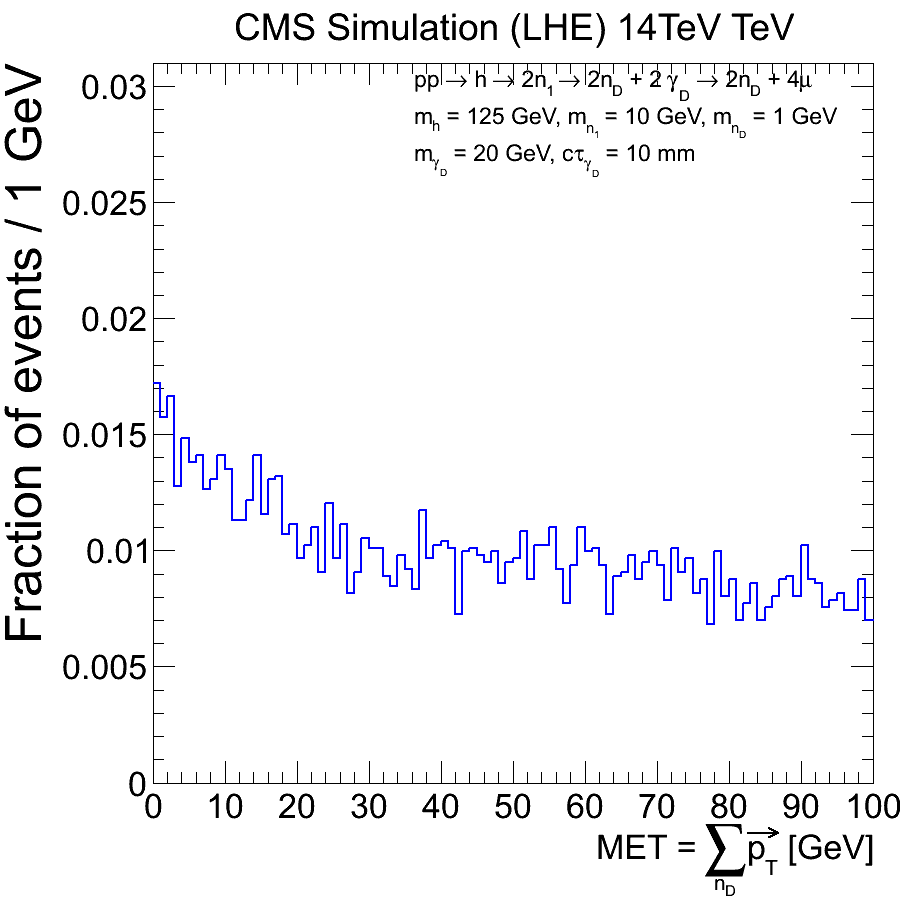 CMS Simulation (LHE) 14TeV TeV
pp → h → 2n₁ → 2n_D + 2 γ_D → 2n_D + 4μ
m_h = 125 GeV, m_n₁ = 10 GeV, m_n_D = 1 GeV
m_γ_D = 20 GeV, cτ_γ_D = 10 mm
Fraction of events / 1 GeV
0.03
0.025
0.02
0.015
0.01
0.005
0
0 10 20 30 40 50 60 70 80 90 100
MET = ∑_n_D p_T [GeV]